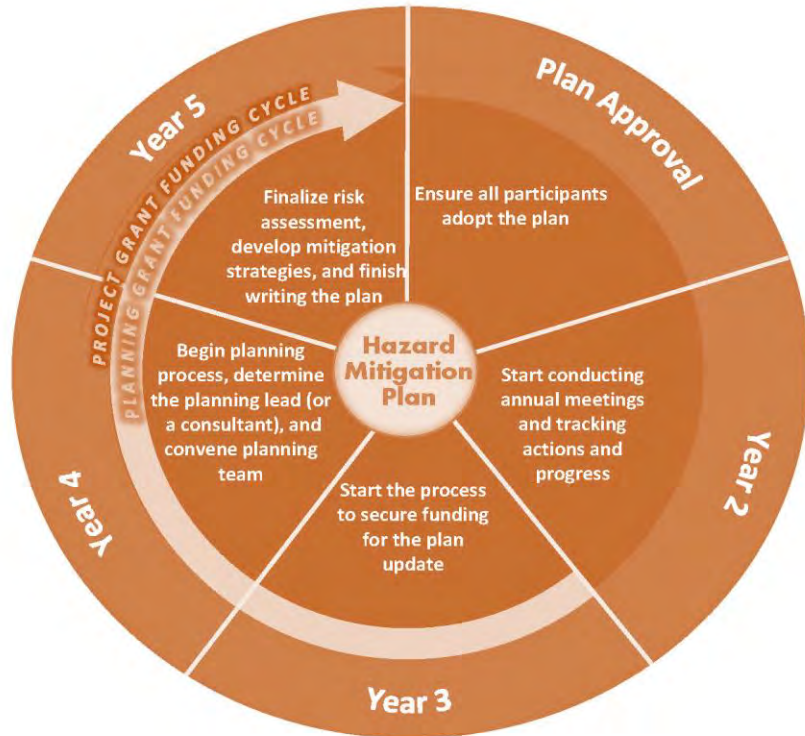 Plan Approval
Ensure all participants
adopt the plan
Year 2
Start conducting
annual meetings
and tracking
actions and
progress
Year 3
Start the process
to secure funding
for the plan
update
Year 4
Begin planning
process, determine
the planning lead (or
a consultant), and
convene planning
team
Year 5
Finalize risk
assessment,
develop mitigation
strategies, and finish
writing the plan
PROJECT GRANT FUNDING CYCLE
PLANNING GRANT FUNDING CYCLE
Hazard
Mitigation
Plan